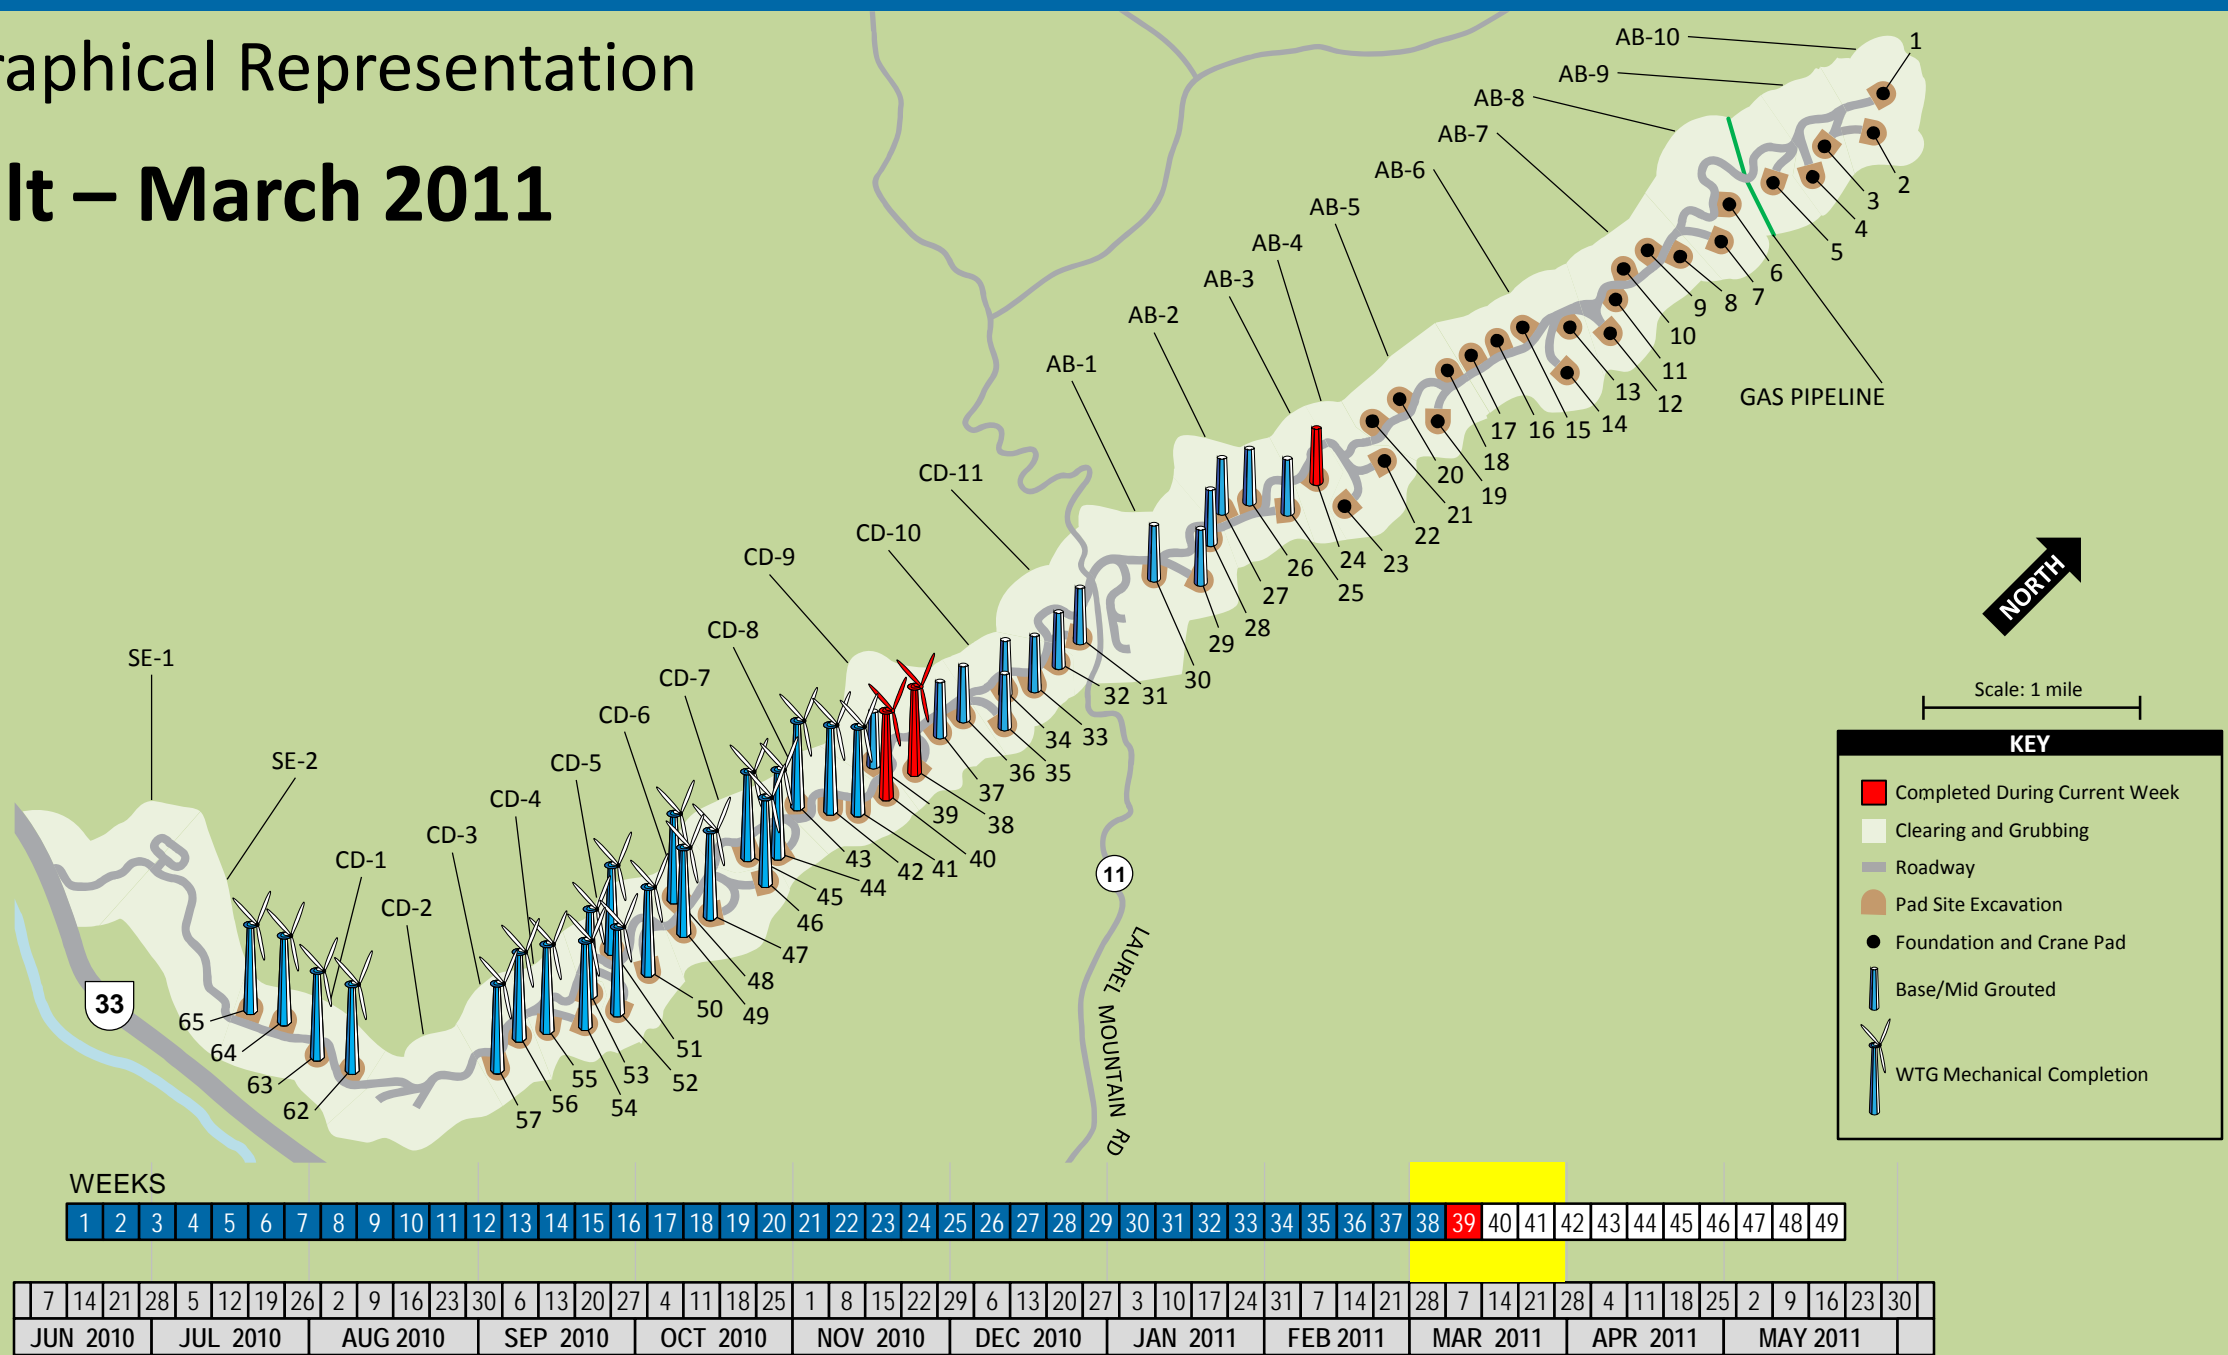 raphical Representation
lt – March 2011
AB-10
AB-9
AB-8
AB-7
AB-6
AB-5
AB-4
AB-3
AB-2
AB-1
CD-11
CD-10
CD-9
CD-8
CD-7
CD-6
CD-5
CD-4
CD-3
CD-2
CD-1
SE-2
SE-1
1
2
3
4
5
6
7
8
9
10
11
12
13
14
15
16
17
18
19
20
21
22
23
24
25
26
27
28
29
30
31
32
33
34
35
36
37
38
39
40
41
42
43
44
45
46
47
48
49
50
51
52
53
54
55
56
57
62
63
64
65
GAS PIPELINE
33
11
LAUREL MOUNTAIN RD
NORTH
Scale: 1 mile
KEY
Completed During Current Week
Clearing and Grubbing
Roadway
Pad Site Excavation
Foundation and Crane Pad
Base/Mid Grouted
WTG Mechanical Completion
WEEKS
1 2 3 4 5 6 7 8 9 10 11 12 13 14 15 16 17 18 19 20 21 22 23 24 25 26 27 28 29 30 31 32 33 34 35 36 37 38 39 40 41 42 43 44 45 46 47 48 49
7 14 21 28 5 12 19 26 2 9 16 23 30 6 13 20 27 4 11 18 25 1 8 15 22 29 6 13 20 27 3 10 17 24 31 7 14 21 28 7 14 21 28 4 11 18 25 2 9 16 23 30
JUN 2010 JUL 2010 AUG 2010 SEP 2010 OCT 2010 NOV 2010 DEC 2010 JAN 2011 FEB 2011 MAR 2011 APR 2011 MAY 2011